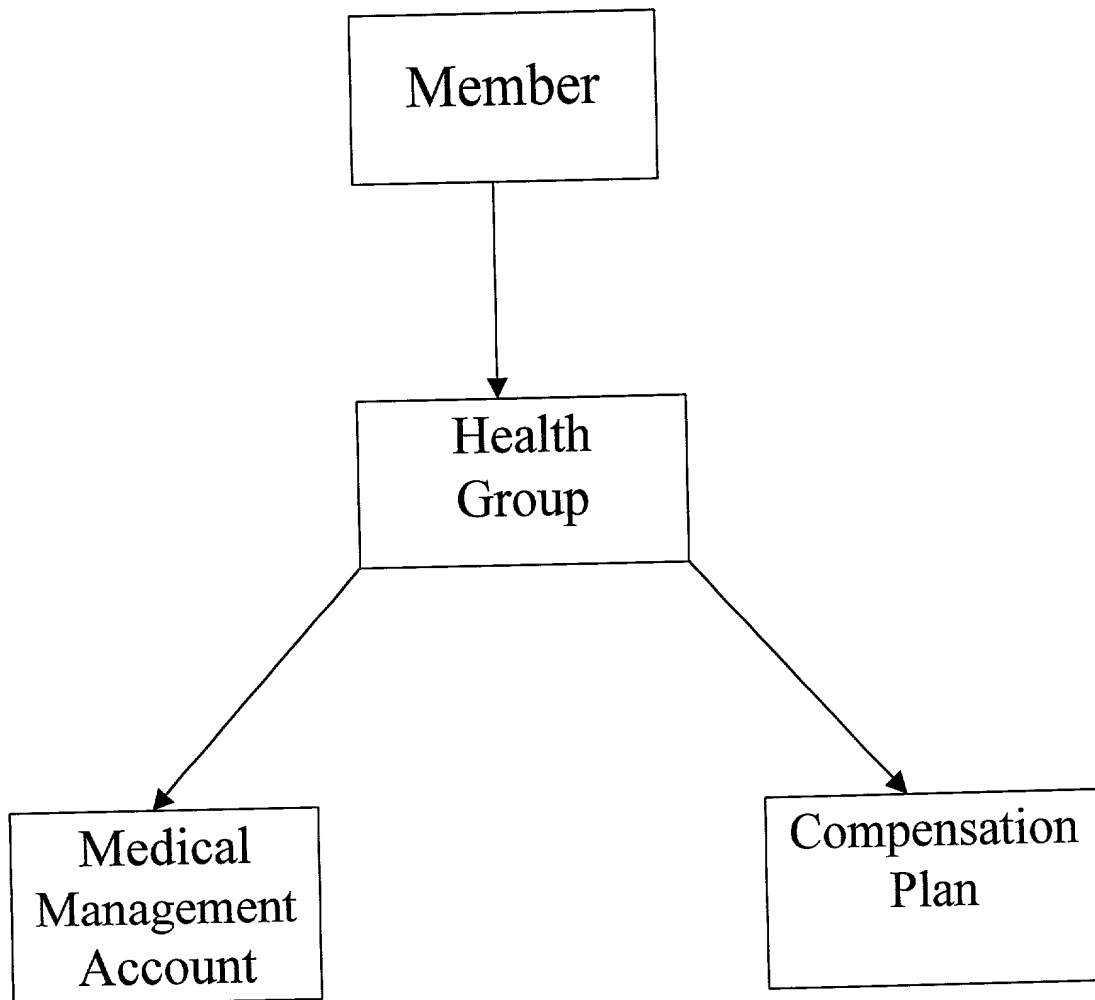 Member
Health
Group
Medical
Management
Account
Compensation
Plan